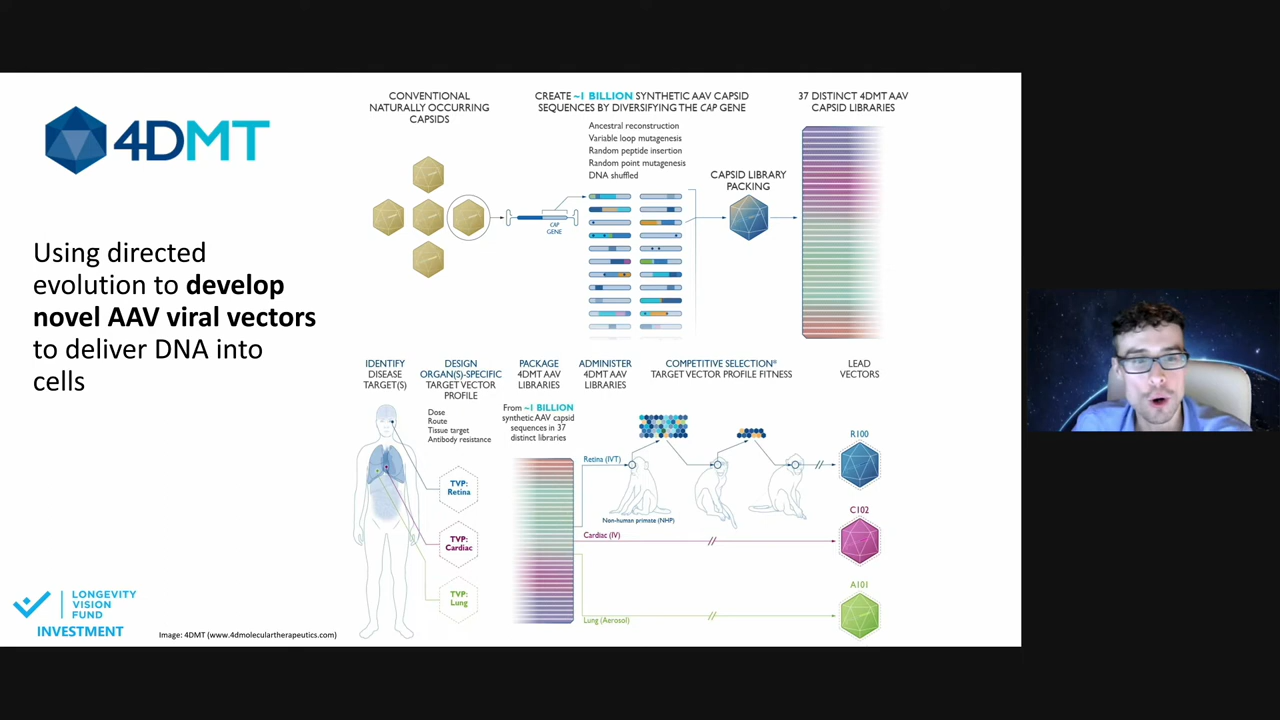 4DMT
Using directed
evolution to develop
novel AAV viral vectors
to deliver DNA into
cells
CONVENTIONAL
NATURALLY OCCURRING
CAPSIDS
CREATE ~1 BILLION SYNTHETIC AAV CAPSID
SEQUENCES BY DIVERSIFYING THE CAP GENE
Ancestral reconstruction
Variable loop mutagenesis
Random peptide insertion
Random point mutagenesis
DNA shuffled
CAP
GENE
CAPSID LIBRARY
PACKING
37 DISTINCT 4DMT AAV
CAPSID LIBRARIES
IDENTIFY
DISEASE
TARGET(S)
DESIGN
ORGAN(S)-SPECIFIC
TARGET VECTOR
PROFILE
Dose
Route
Tissue target
Antibody resistance
PACKAGE
4DMT AAV
LIBRARIES
From ~1 BILLION
synthetic AAV capsid
sequences in 37
distinct libraries
ADMINISTER
4DMT AAV
LIBRARIES
COMPETITIVE SELECTION*
TARGET VECTOR PROFILE FITNESS
LEAD
VECTORS
TVP:
Retina
TVP:
Cardiac
TVP:
Lung
Retina (IVT)
Non-human primate (NHP)
Cardiac (IV)
Lung (Aerosol)
R100
C102
A101
LONGEVITY
VISION
FUND
INVESTMENT
Image: 4DMT (www.4dmoleculartherapeutics.com)